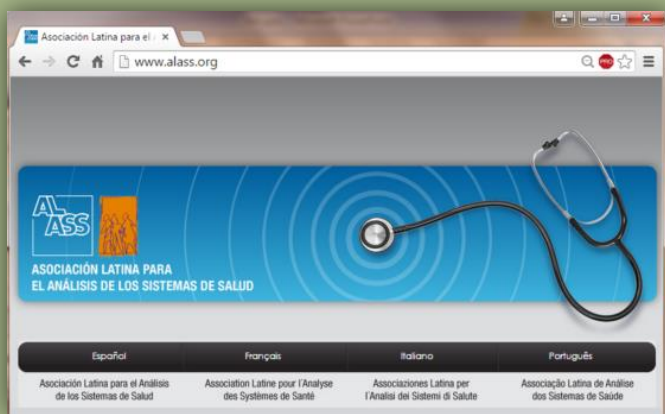 Asociación Latina para el
www.alass.org
PRO
AL
ASS
ASOCIACIÓN LATINA PARA
EL ANÁLISIS DE LOS SISTEMAS DE SALUD
Español
Français
Italiano
Português
Asociación Latina para el Análisis
de los Sistemas de Salud
Association Latine pour l'Analyse
des Systèmes de Santé
Associaziones Latina per
l'Analisi dei Sistemi di Salute
Associação Latina de Análise
dos Sistemas de Saúde